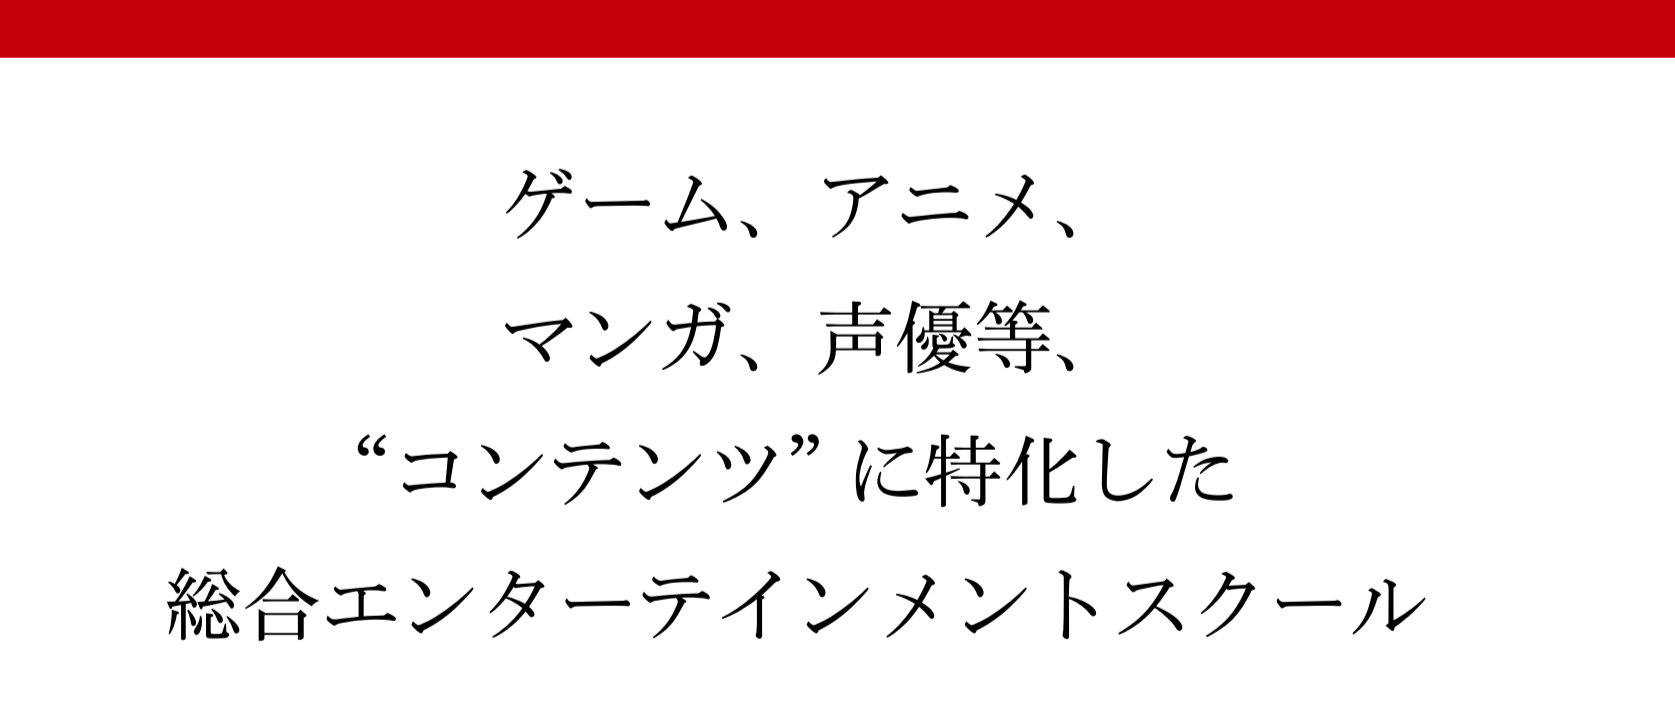 ゲーム、アニメ、
マンガ、声優等、
“コンテンツ” に特化した
総合エンターテインメントスクール